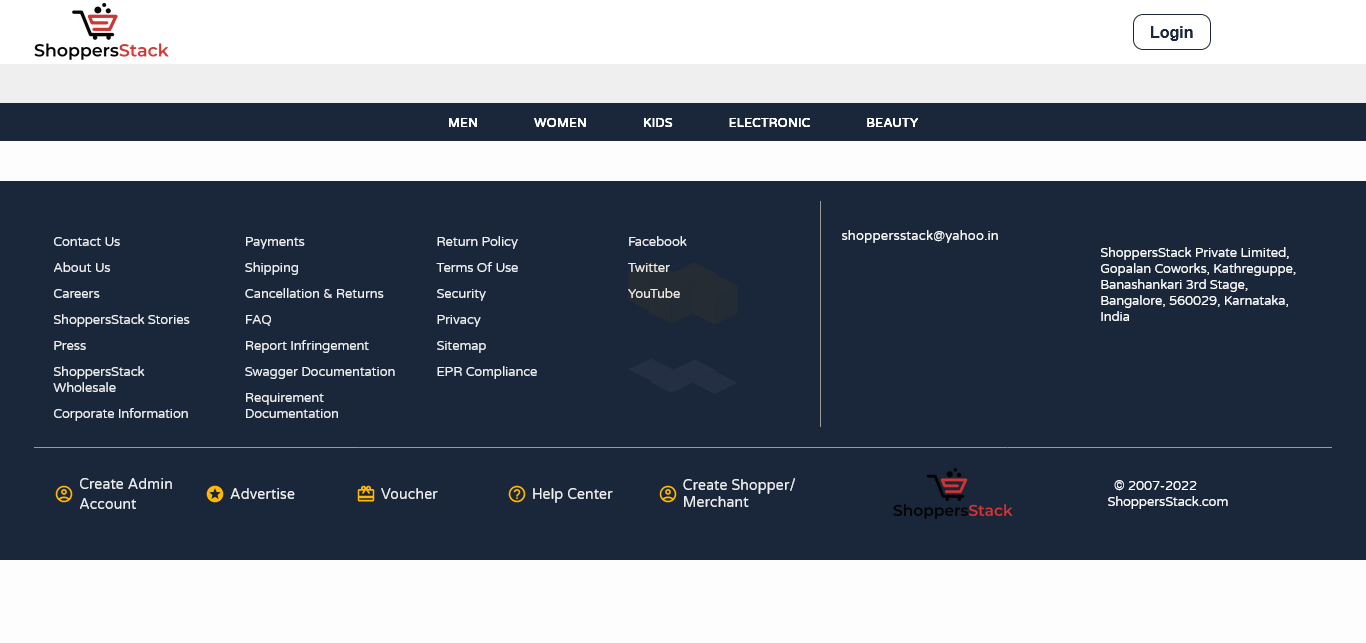 ShoppersStack
Login
MEN WOMEN KIDS ELECTRONIC BEAUTY
Contact Us
About Us
Careers
ShoppersStack Stories
Press
ShoppersStack
Wholesale
Corporate Information
Payments
Shipping
Cancellation & Returns
FAQ
Report Infringement
Swagger Documentation
Requirement
Documentation
Return Policy
Terms Of Use
Security
Privacy
Sitemap
EPR Compliance
Facebook
Twitter
YouTube
shoppersstack@yahoo.in
ShoppersStack Private Limited,
Gopalan Coworks, Kathreguppe,
Banashankari 3rd Stage,
Bangalore, 560029, Karnataka,
India
Create Admin
Account
Advertise
Voucher
Help Center
Create Shopper/
Merchant
ShoppersStack
© 2007-2022
ShoppersStack.com